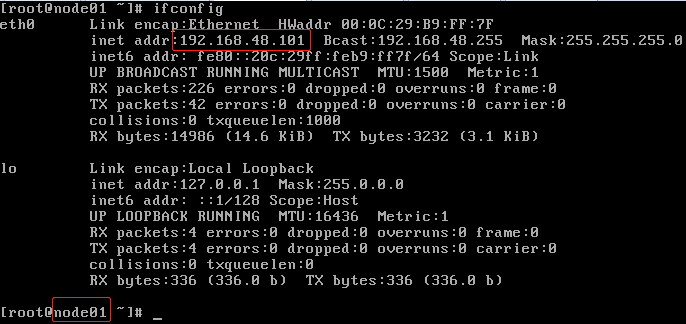 [root@node01 ~]# ifconfig
eth0      Link encap:Ethernet  HWaddr 00:0C:29:B9:FF:7F
          inet addr:192.168.48.101  Bcast:192.168.48.255  Mask:255.255.255.0
          inet6 addr: fe80::20c:29ff:feb9:ff7f/64 Scope:Link
          UP BROADCAST RUNNING MULTICAST  MTU:1500  Metric:1
          RX packets:226 errors:0 dropped:0 overruns:0 frame:0
          TX packets:42 errors:0 dropped:0 overruns:0 carrier:0
          collisions:0 txqueuelen:1000
          RX bytes:14986 (14.6 KiB)  TX bytes:3232 (3.1 KiB)
lo        Link encap:Local Loopback
          inet addr:127.0.0.1  Mask:255.0.0.0
          inet6 addr: ::1/128 Scope:Host
          UP LOOPBACK RUNNING  MTU:16436  Metric:1
          RX packets:4 errors:0 dropped:0 overruns:0 frame:0
          TX packets:4 errors:0 dropped:0 overruns:0 carrier:0
          collisions:0 txqueuelen:0
          RX bytes:336 (336.0 b)  TX bytes:336 (336.0 b)
[root@node01 ~]# _